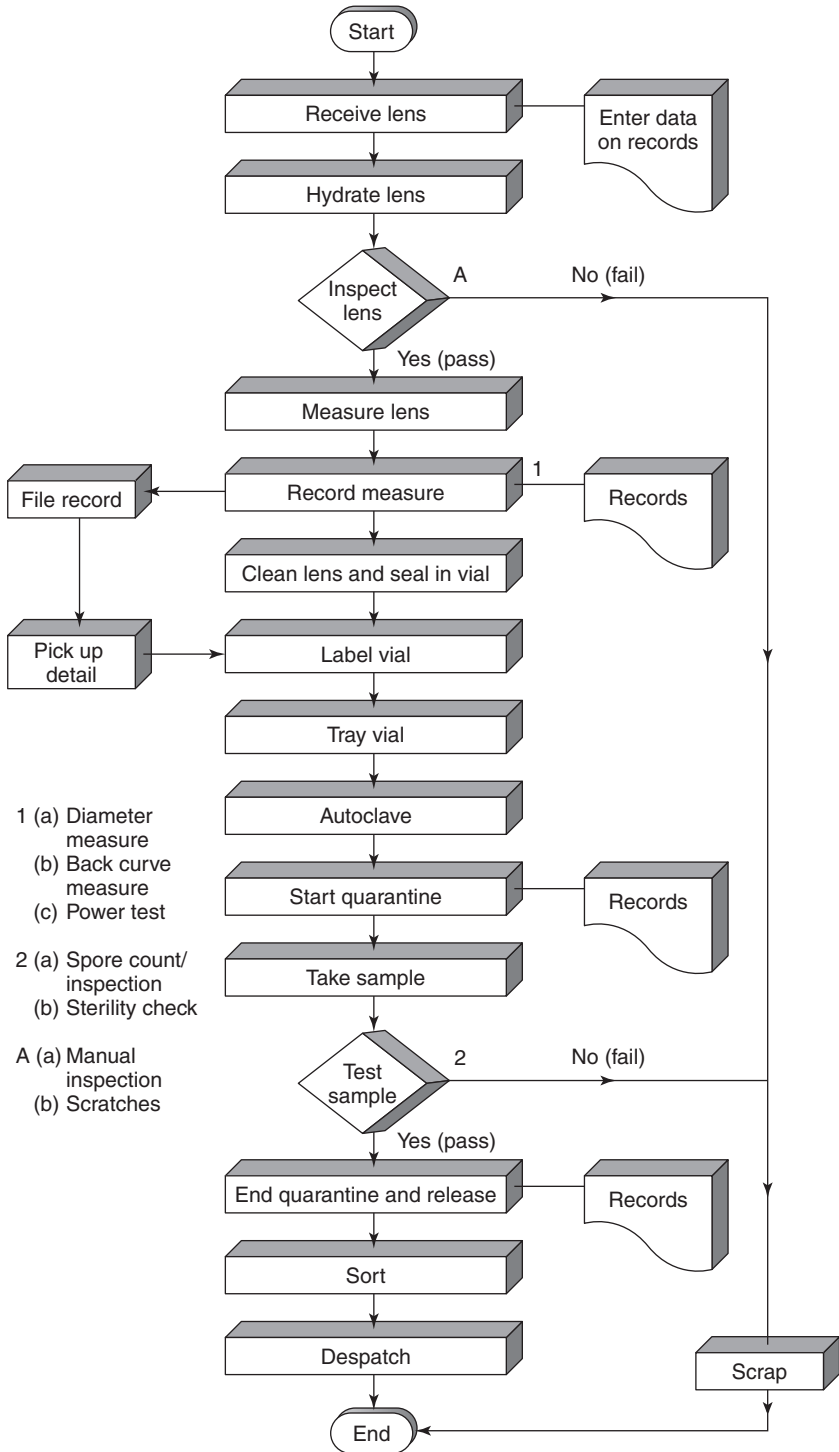 Start
Receive lens
Enter data
on records
Hydrate lens
A
No (fail)
Inspect
lens
Yes (pass)
Measure lens
File record
Record measure
1
Records
Clean lens and seal in vial
Pick up
detail
Label vial
Tray vial
Autoclave
1 (a) Diameter
measure
(b) Back curve
measure
(c) Power test
2 (a) Spore count/
inspection
(b) Sterility check
A (a) Manual
inspection
(b) Scratches
Start quarantine
Records
Take sample
2
No (fail)
Test
sample
Yes (pass)
End quarantine and release
Records
Sort
Despatch
Scrap
End